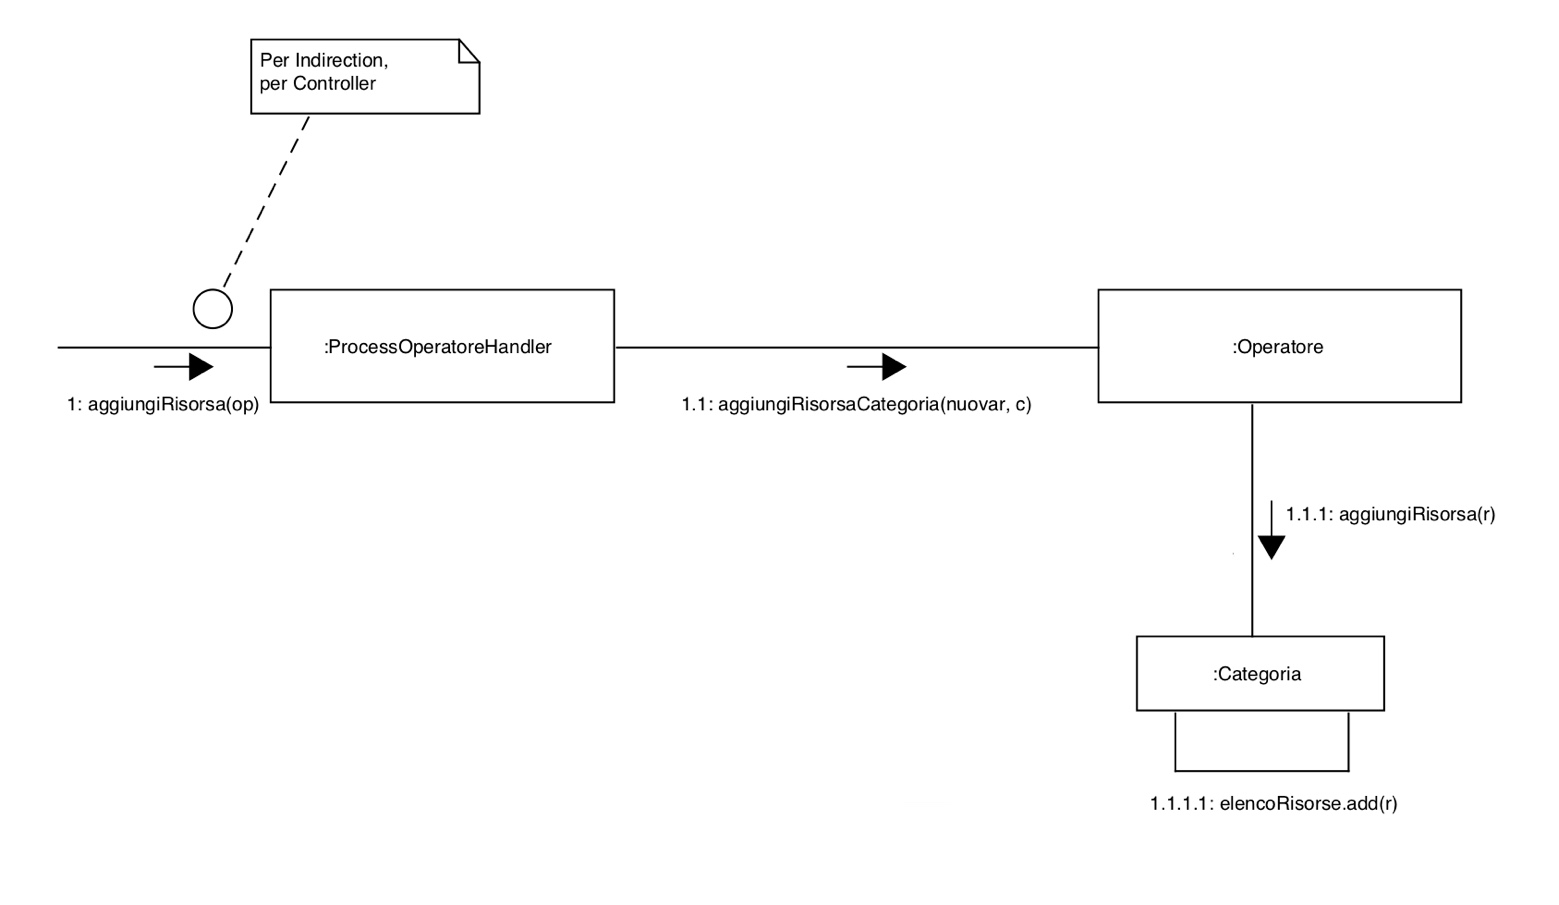 Per Indirection,
per Controller
:ProcessOperatoreHandler
:Operatore
1: aggiungiRisorsa(op)
1.1: aggiungiRisorsaCategoria(nuovar, c)
1.1.1: aggiungiRisorsa(r)
:Categoria
1.1.1.1: elencoRisorse.add(r)